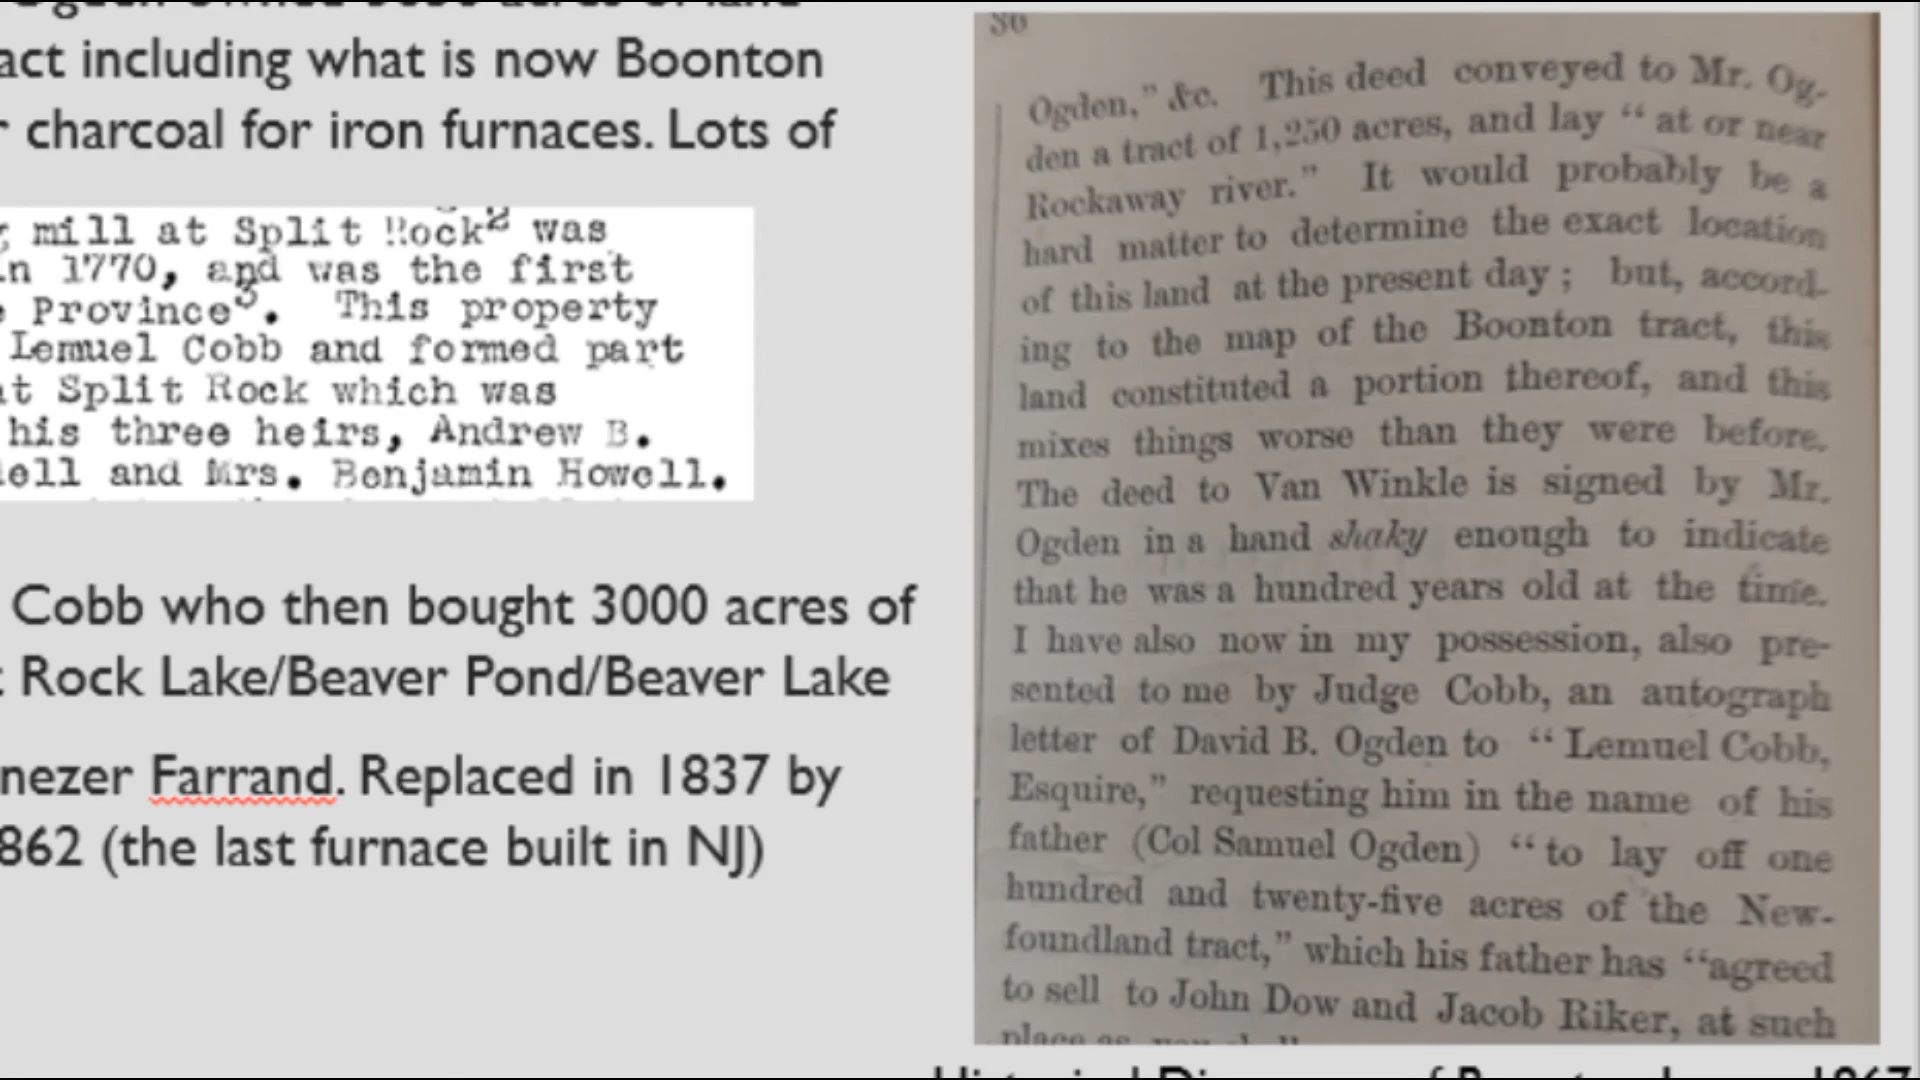 act including what is now Boonton
r charcoal for iron furnaces. Lots of
g mill at Split Rock² was
in 1770, and was the first
e Province³. This property
Lemuel Cobb and formed part
at Split Rock which was
his three heirs, Andrew B.
ell and Mrs. Benjamin Howell.
Cobb who then bought 3000 acres of
t Rock Lake/Beaver Pond/Beaver Lake
nezer Farrand. Replaced in 1837 by
862 (the last furnace built in NJ)
Ogden," &c. This deed conveyed to Mr. Og-
den a tract of 1,250 acres, and lay "at or near
Rockaway river." It would probably be a
hard matter to determine the exact location
of this land at the present day; but, accord-
ing to the map of the Boonton tract, this
land constituted a portion thereof, and this
mixes things worse than they were before.
The deed to Van Winkle is signed by Mr.
Ogden in a hand shaky enough to indicate
that he was a hundred years old at the time.
I have also now in my possession, also pre-
sented to me by Judge Cobb, an autograph
letter of David B. Ogden to "Lemuel Cobb,
Esquire," requesting him in the name of his
father (Col Samuel Ogden) "to lay off one
hundred and twenty-five acres of the New-
foundland tract," which his father has "agreed
to sell to John Dow and Jacob Riker, at such